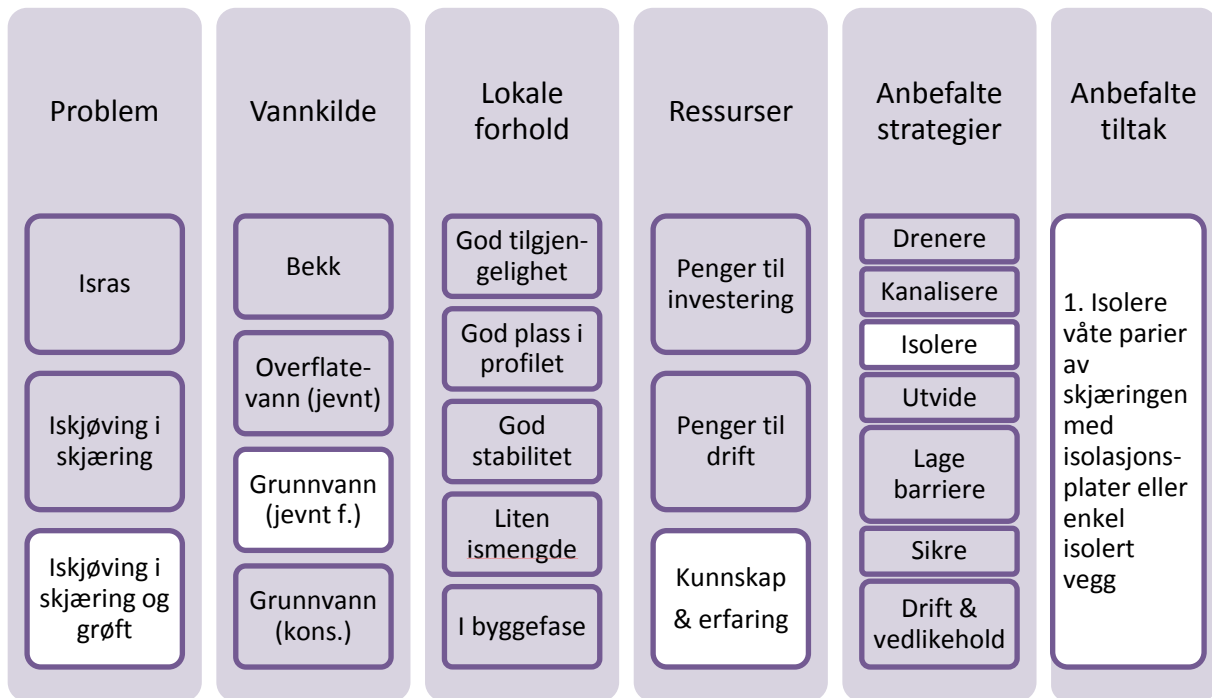 Problem
Isras
Iskjøving i
skjæring
Iskjøving i
skjæring og
grøft
Vannkilde
Bekk
Overflate-
vann (jevnt)
Grunnvann
(jevnt f.)
Grunnvann
(kons.)
Lokale
forhold
God tilgjen-
gelighet
God plass i
profilet
God
stabilitet
Liten
ismengde
I byggefase
Ressurser
Penger til
investering
Penger til
drift
Kunnskap
& erfaring
Anbefalte
strategier
Drenere
Kanalisere
Isolere
Utvide
Lage
barriere
Sikre
Drift &
vedlikehold
Anbefalte
tiltak
1. Isolere
våte parier
av
skjæringen
med
isolasjons-
plater eller
enkel
isolert
vegg